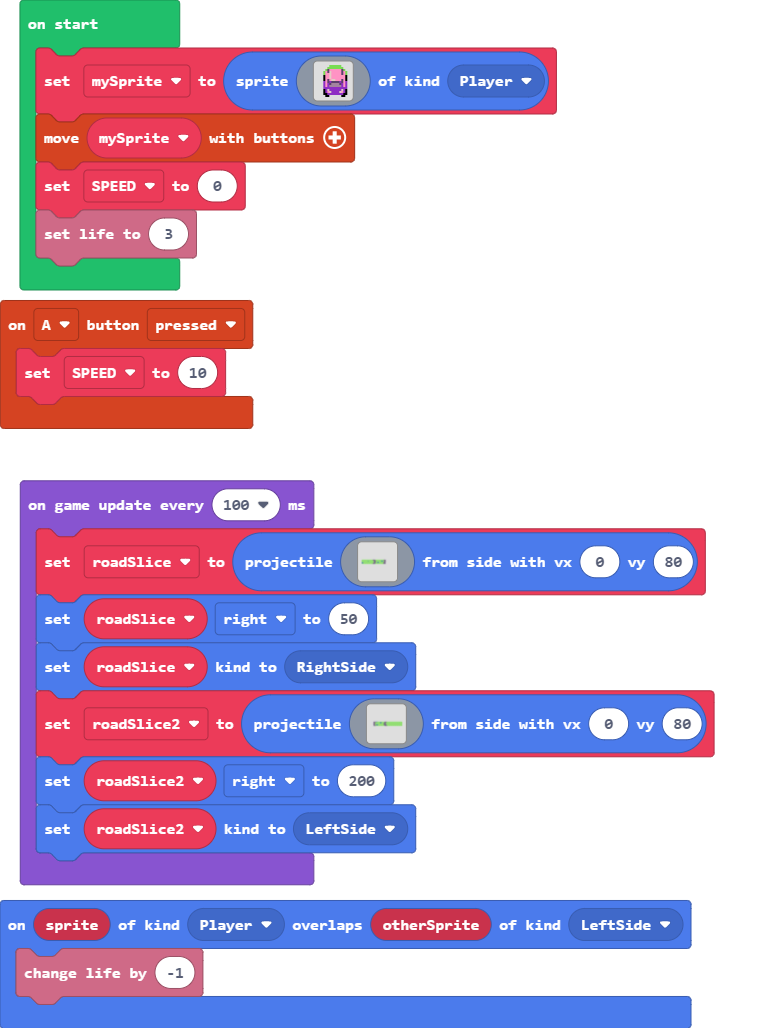 on start
set mySprite to sprite of kind Player
move mySprite with buttons
set SPEED to 0
set life to 3
on A button pressed
set SPEED to 10
on game update every 100 ms
set roadSlice to projectile from side with vx 0 vy 80
set roadSlice right to 50
set roadSlice kind to RightSide
set roadSlice2 to projectile from side with vx 0 vy 80
set roadSlice2 right to 200
set roadSlice2 kind to LeftSide
on sprite of kind Player overlaps otherSprite of kind LeftSide
change life by -1